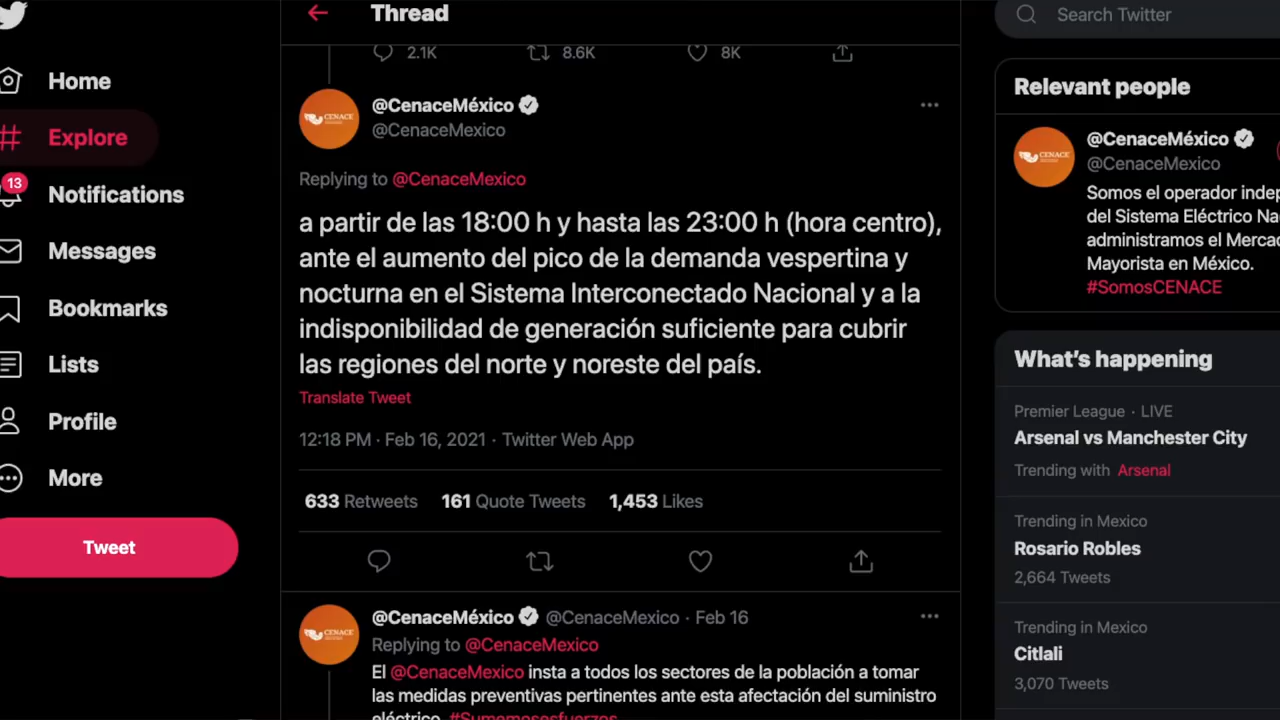 Thread
Search Twitter
2.1K 8.6K 8K
Home
Explore
13
Notifications
Messages
Bookmarks
Lists
Profile
More
Tweet
CENACE
@CenaceMéxico
@CenaceMexico
Replying to @CenaceMexico
a partir de las 18:00 h y hasta las 23:00 h (hora centro),
ante el aumento del pico de la demanda vespertina y
nocturna en el Sistema Interconectado Nacional y a la
indisponibilidad de generación suficiente para cubrir
las regiones del norte y noreste del país.
Translate Tweet
12:18 PM · Feb 16, 2021 · Twitter Web App
633 Retweets 161 Quote Tweets 1,453 Likes
CENACE
@CenaceMéxico @CenaceMexico · Feb 16
Replying to @CenaceMexico
El @CenaceMexico insta a todos los sectores de la población a tomar
las medidas preventivas pertinentes ante esta afectación del suministro
eléctrico. #Sumemosesfuerzos
Relevant people
CENACE
@CenaceMéxico
@CenaceMexico
Somos el operador
del Sistema Eléctrico
administramos el
Mayorista en México.
#SomosCENACE
What's happening
Premier League · LIVE
Arsenal vs Manchester City
Trending with Arsenal
Trending in Mexico
Rosario Robles
2,664 Tweets
Trending in Mexico
Citlali
3,070 Tweets